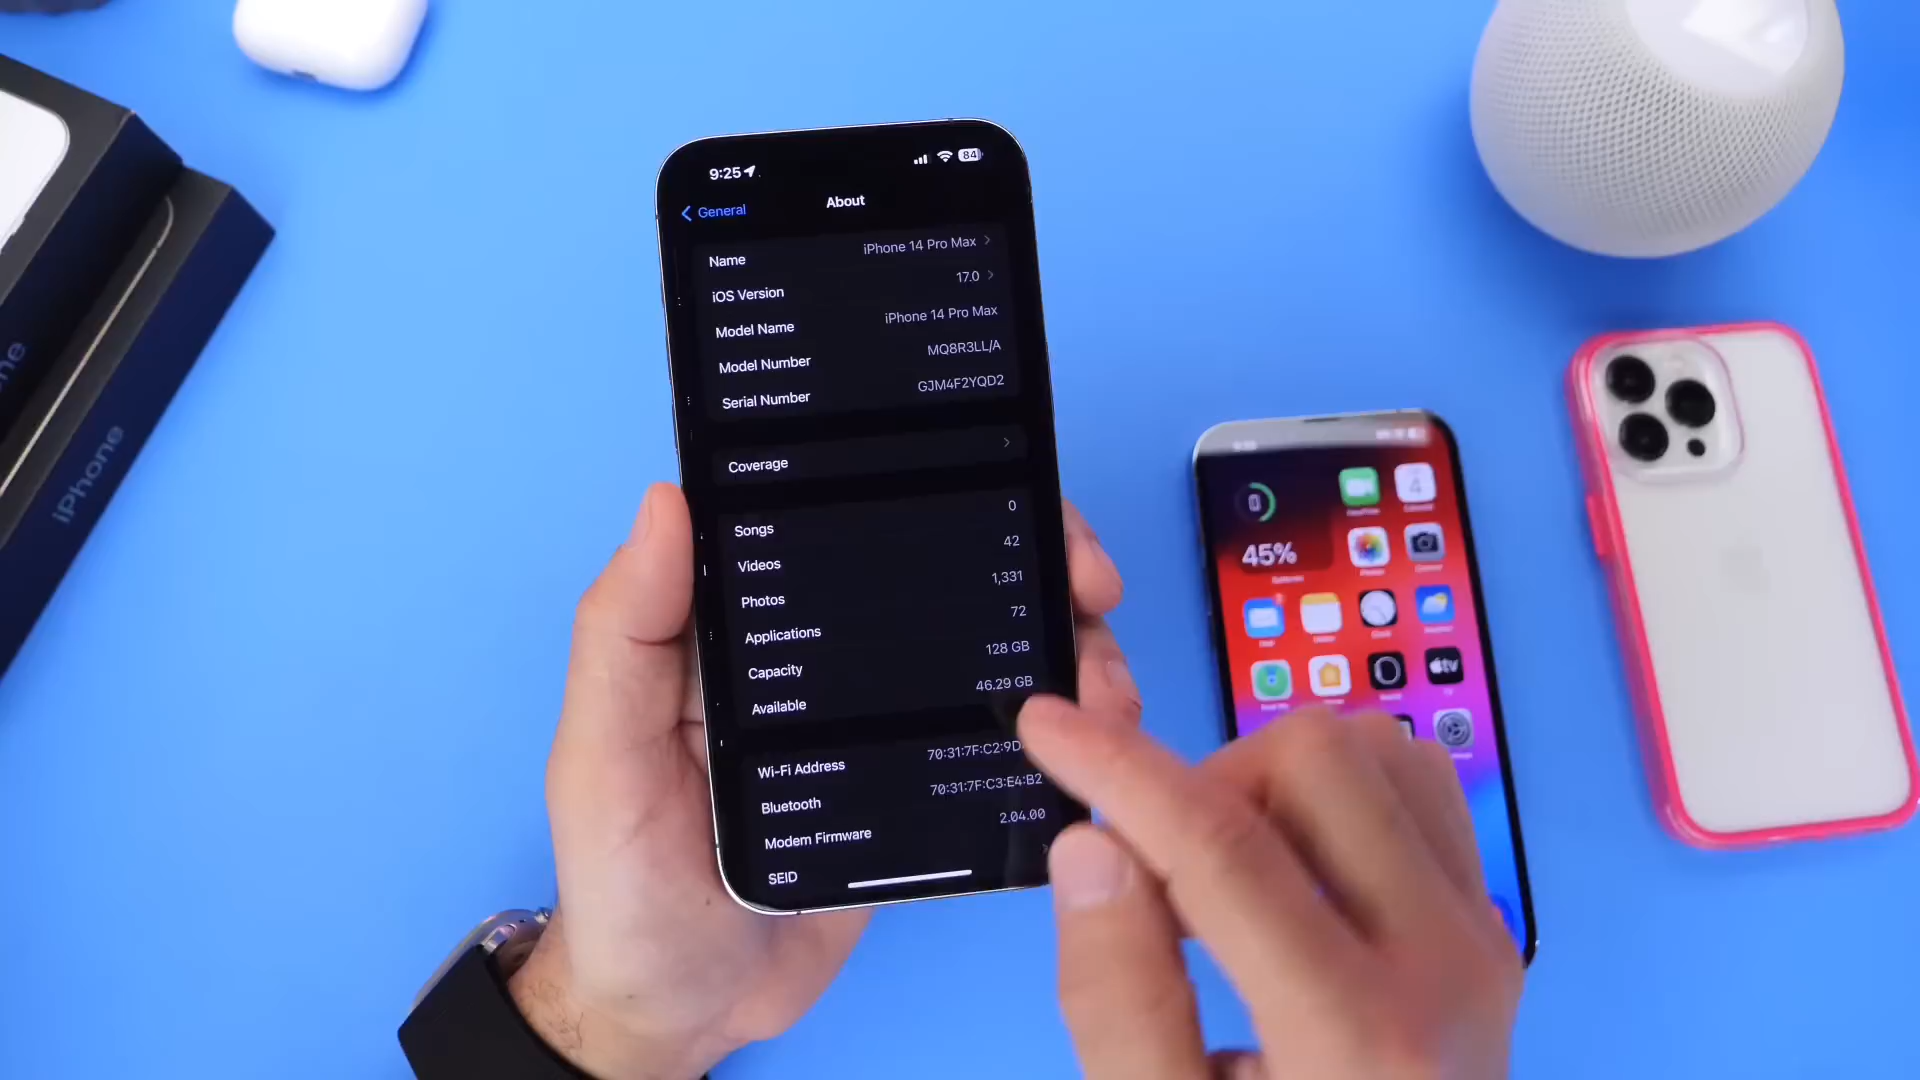 9:25
84
General
About
Name
iPhone 14 Pro Max
iOS Version
17.0
Model Name
iPhone 14 Pro Max
Model Number
MQ8R3LL/A
Serial Number
GJM4F2YQD2
Coverage
Songs
0
Videos
42
Photos
1,331
Applications
72
Capacity
128 GB
Available
46.29 GB
Wi-Fi Address
70:31:7F:C2:9D
Bluetooth
70:31:7F:C3:E4:B2
Modem Firmware
2.04.00
SEID
iPhone
45%
4
tv